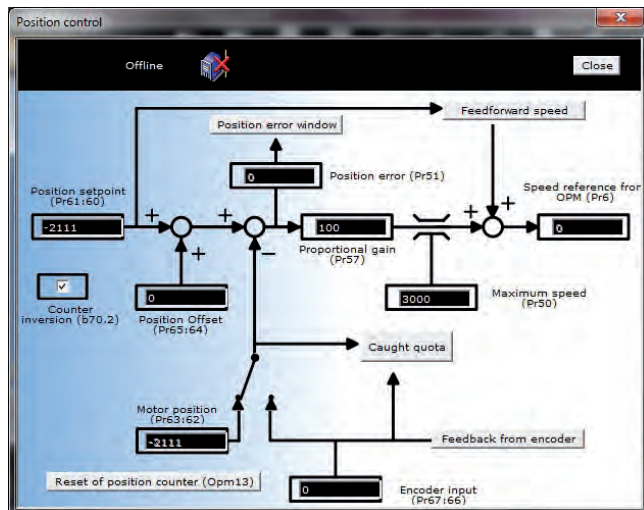 Position control
Offline
Close
Feedforward speed
Position error window
0
Position error (Pr51)
Position setpoint
(Pr61:60)
-2111
+
+
+
+
+
−
100
Proportional gain
(Pr57)
Speed reference from
OPM (Pr6)
0
Counter
inversion (b70.2)
0
Position Offset
(Pr65:64)
3000
Maximum speed
(Pr50)
Caught quota
Motor position
(Pr63:62)
-2111
Feedback from encoder
Reset of position counter (Opm13)
0
Encoder input
(Pr67:66)